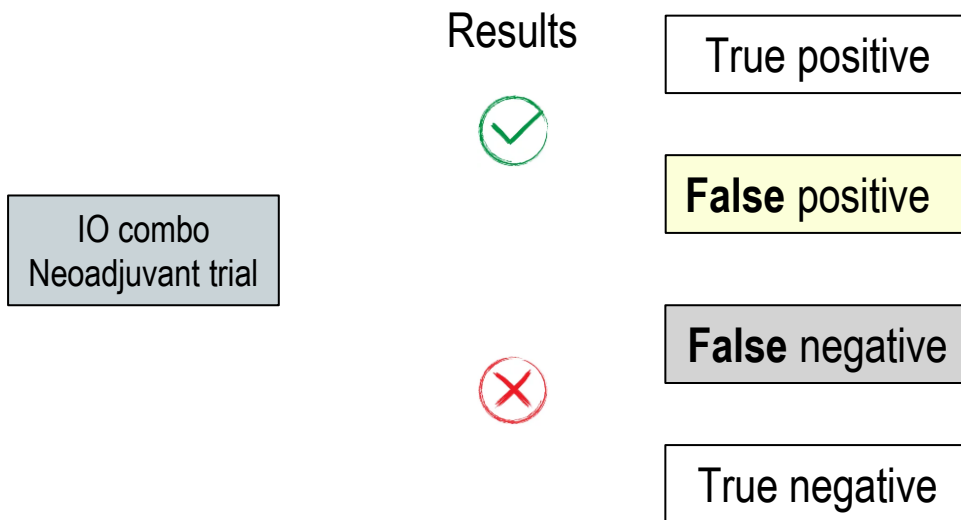 Results
True positive
False positive
IO combo
Neoadjuvant trial
False negative
True negative